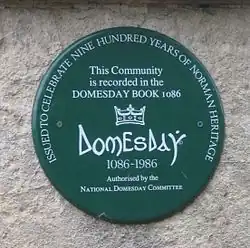 ISSUED TO CELEBRATE NINE HUNDRED YEARS OF NORMAN HERITAGE
This Community
is recorded in the
DOMESDAY BOOK 1086
DOMESDAY
1086-1986
Authorised by the
NATIONAL DOMESDAY COMMITTEE